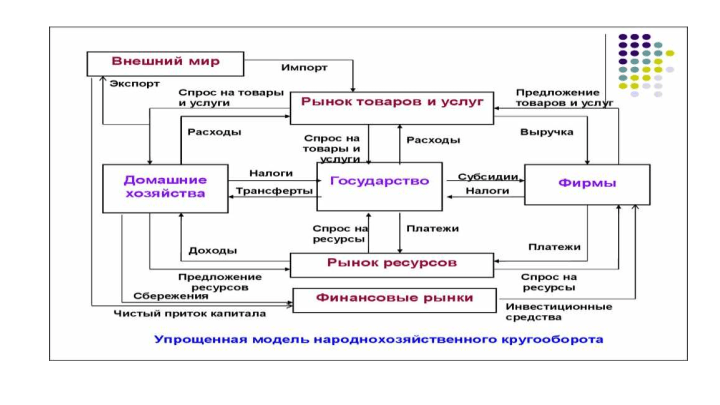 Внешний мир
Импорт
Экспорт
Спрос на товары
и услуги
Рынок товаров и услуг
Предложение
товаров и услуг
Расходы
Спрос на
товары и
услуги
Расходы
Выручка
Домашние
хозяйства
Налоги
Трансферты
Государство
Субсидии
Налоги
Фирмы
Спрос на
ресурсы
Платежи
Доходы
Платежи
Рынок ресурсов
Предложение
ресурсов
Спрос на
ресурсы
Сбережения
Финансовые рынки
Чистый приток капитала
Инвестиционные
средства
Упрощенная модель народнохозяйственного кругооборота